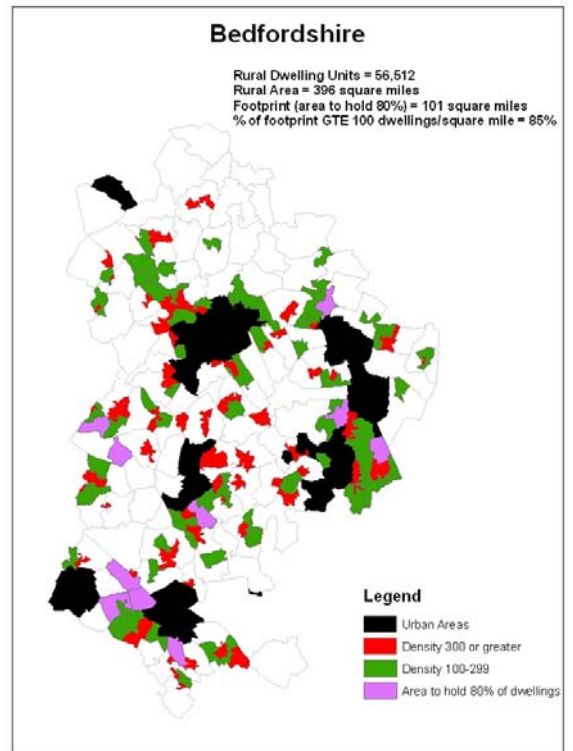 Bedfordshire
Rural Dwelling Units = 56,512
Rural Area = 396 square miles
Footprint (area to hold 80%) = 101 square miles
% of footprint GTE 100 dwellings/square mile = 85%
Legend
Urban Areas
Density 300 or greater
Density 100-299
Area to hold 80% of dwellings